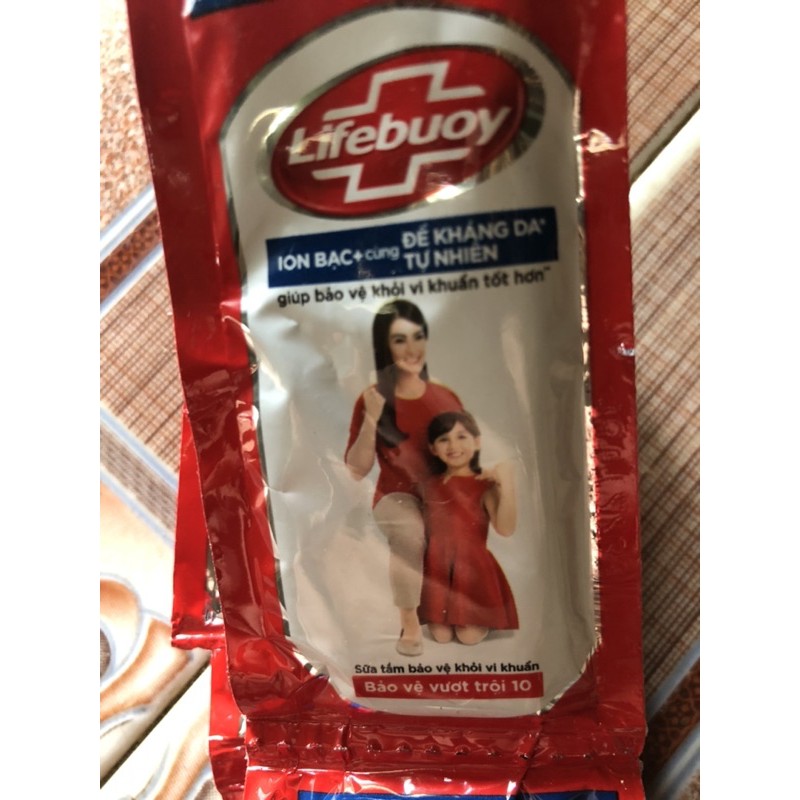 Lifebuoy
ION BẠC+ cùng ĐỀ KHÁNG DA*
TỰ NHIÊN
giúp bảo vệ khỏi vi khuẩn tốt hơn**
Sữa tắm bảo vệ khỏi vi khuẩn
Bảo vệ vượt trội 10